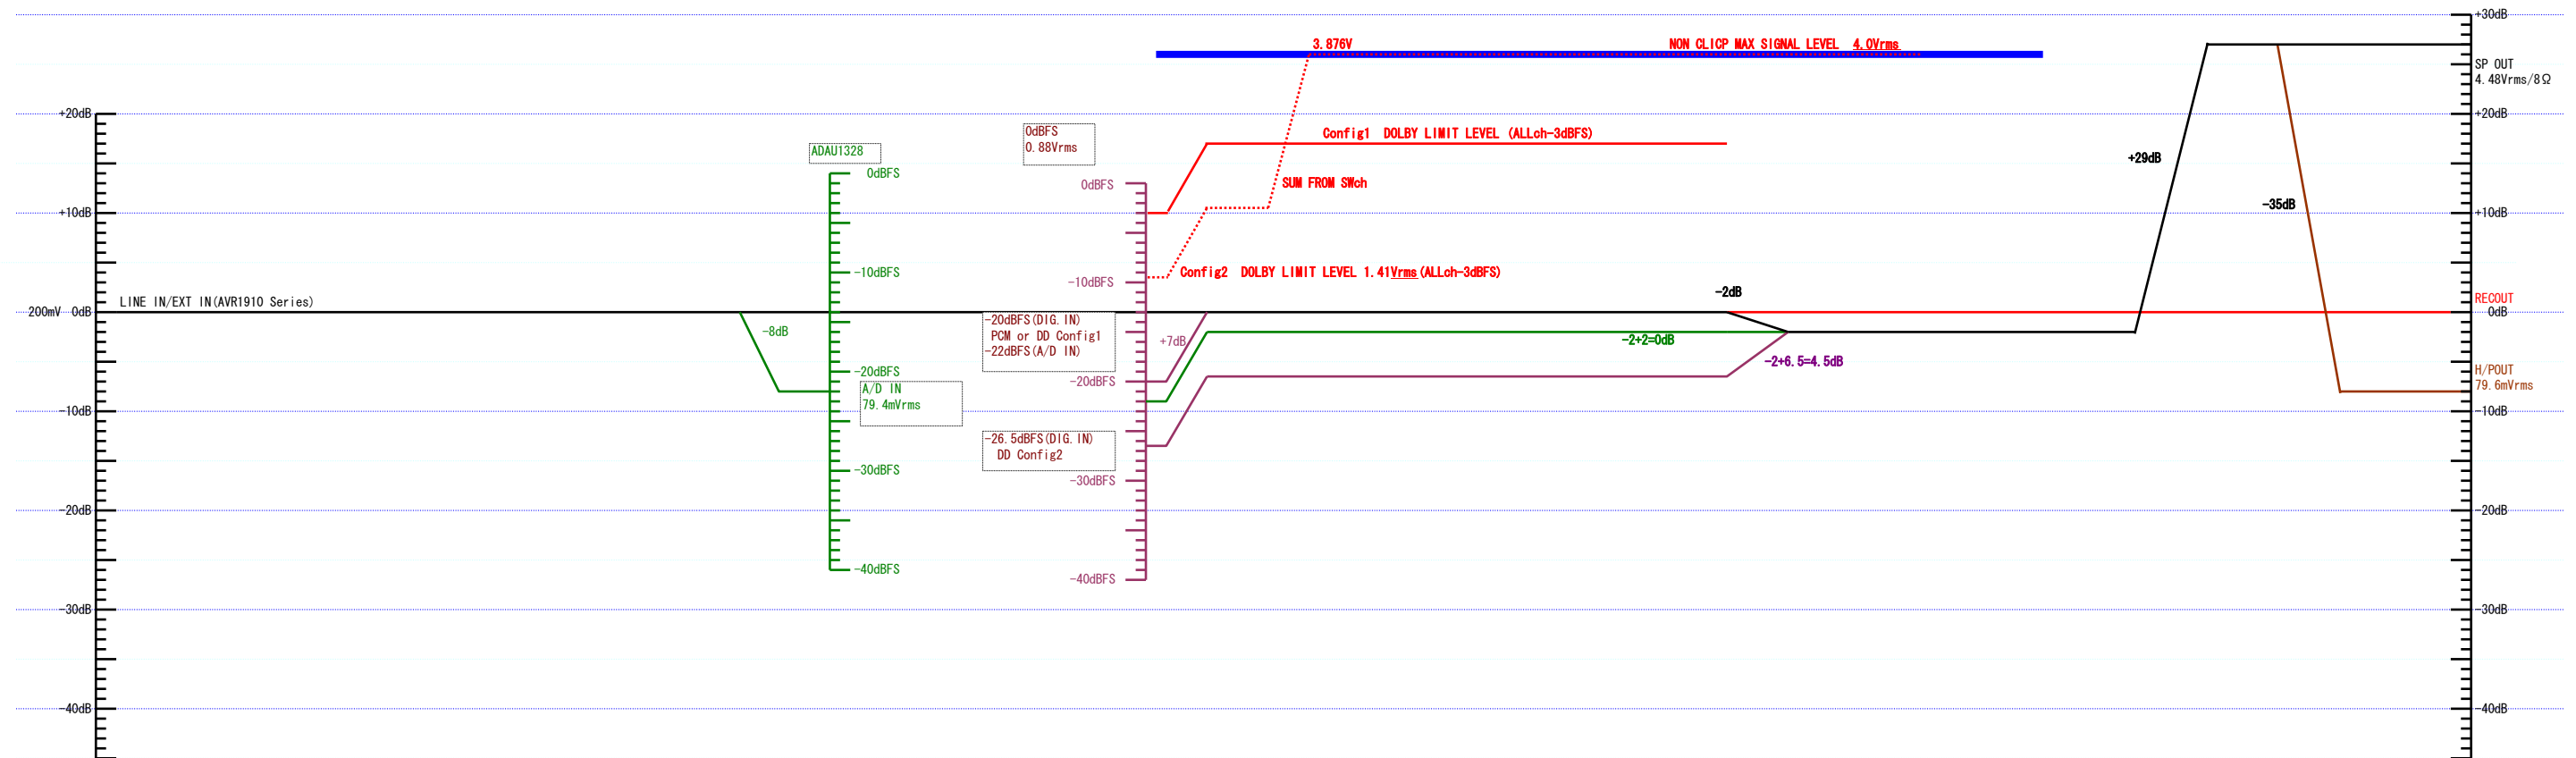 +30dB
3.876V
NON CLICP MAX SIGNAL LEVEL 4.0Vrms
SP OUT
4.48Vrms/8Ω
+20dB
+20dB
0dBFS
0.88Vrms
Config1 DOLBY LIMIT LEVEL (ALLch-3dBFS)
ADAU1328
+29dB
0dBFS
0dBFS
SUM FROM SWch
-35dB
+10dB
+10dB
-10dBFS
-10dBFS
Config2 DOLBY LIMIT LEVEL 1.41Vrms(ALLch-3dBFS)
-2dB
LINE IN/EXT IN(AVR1910 Series)
RECOUT
200mV 0dB
0dB
-8dB
-20dBFS(DIG.IN)
PCM or DD Config1
-22dBFS(A/D IN)
+7dB
-2+2=0dB
-2+6.5=4.5dB
-20dBFS
-20dBFS
H/POUT
79.6mVrms
A/D IN
79.4mVrms
-10dB
-10dB
-26.5dBFS(DIG.IN)
DD Config2
-30dBFS
-30dBFS
-20dB
-20dB
-40dBFS
-40dBFS
-30dB
-30dB
-40dB
-40dB